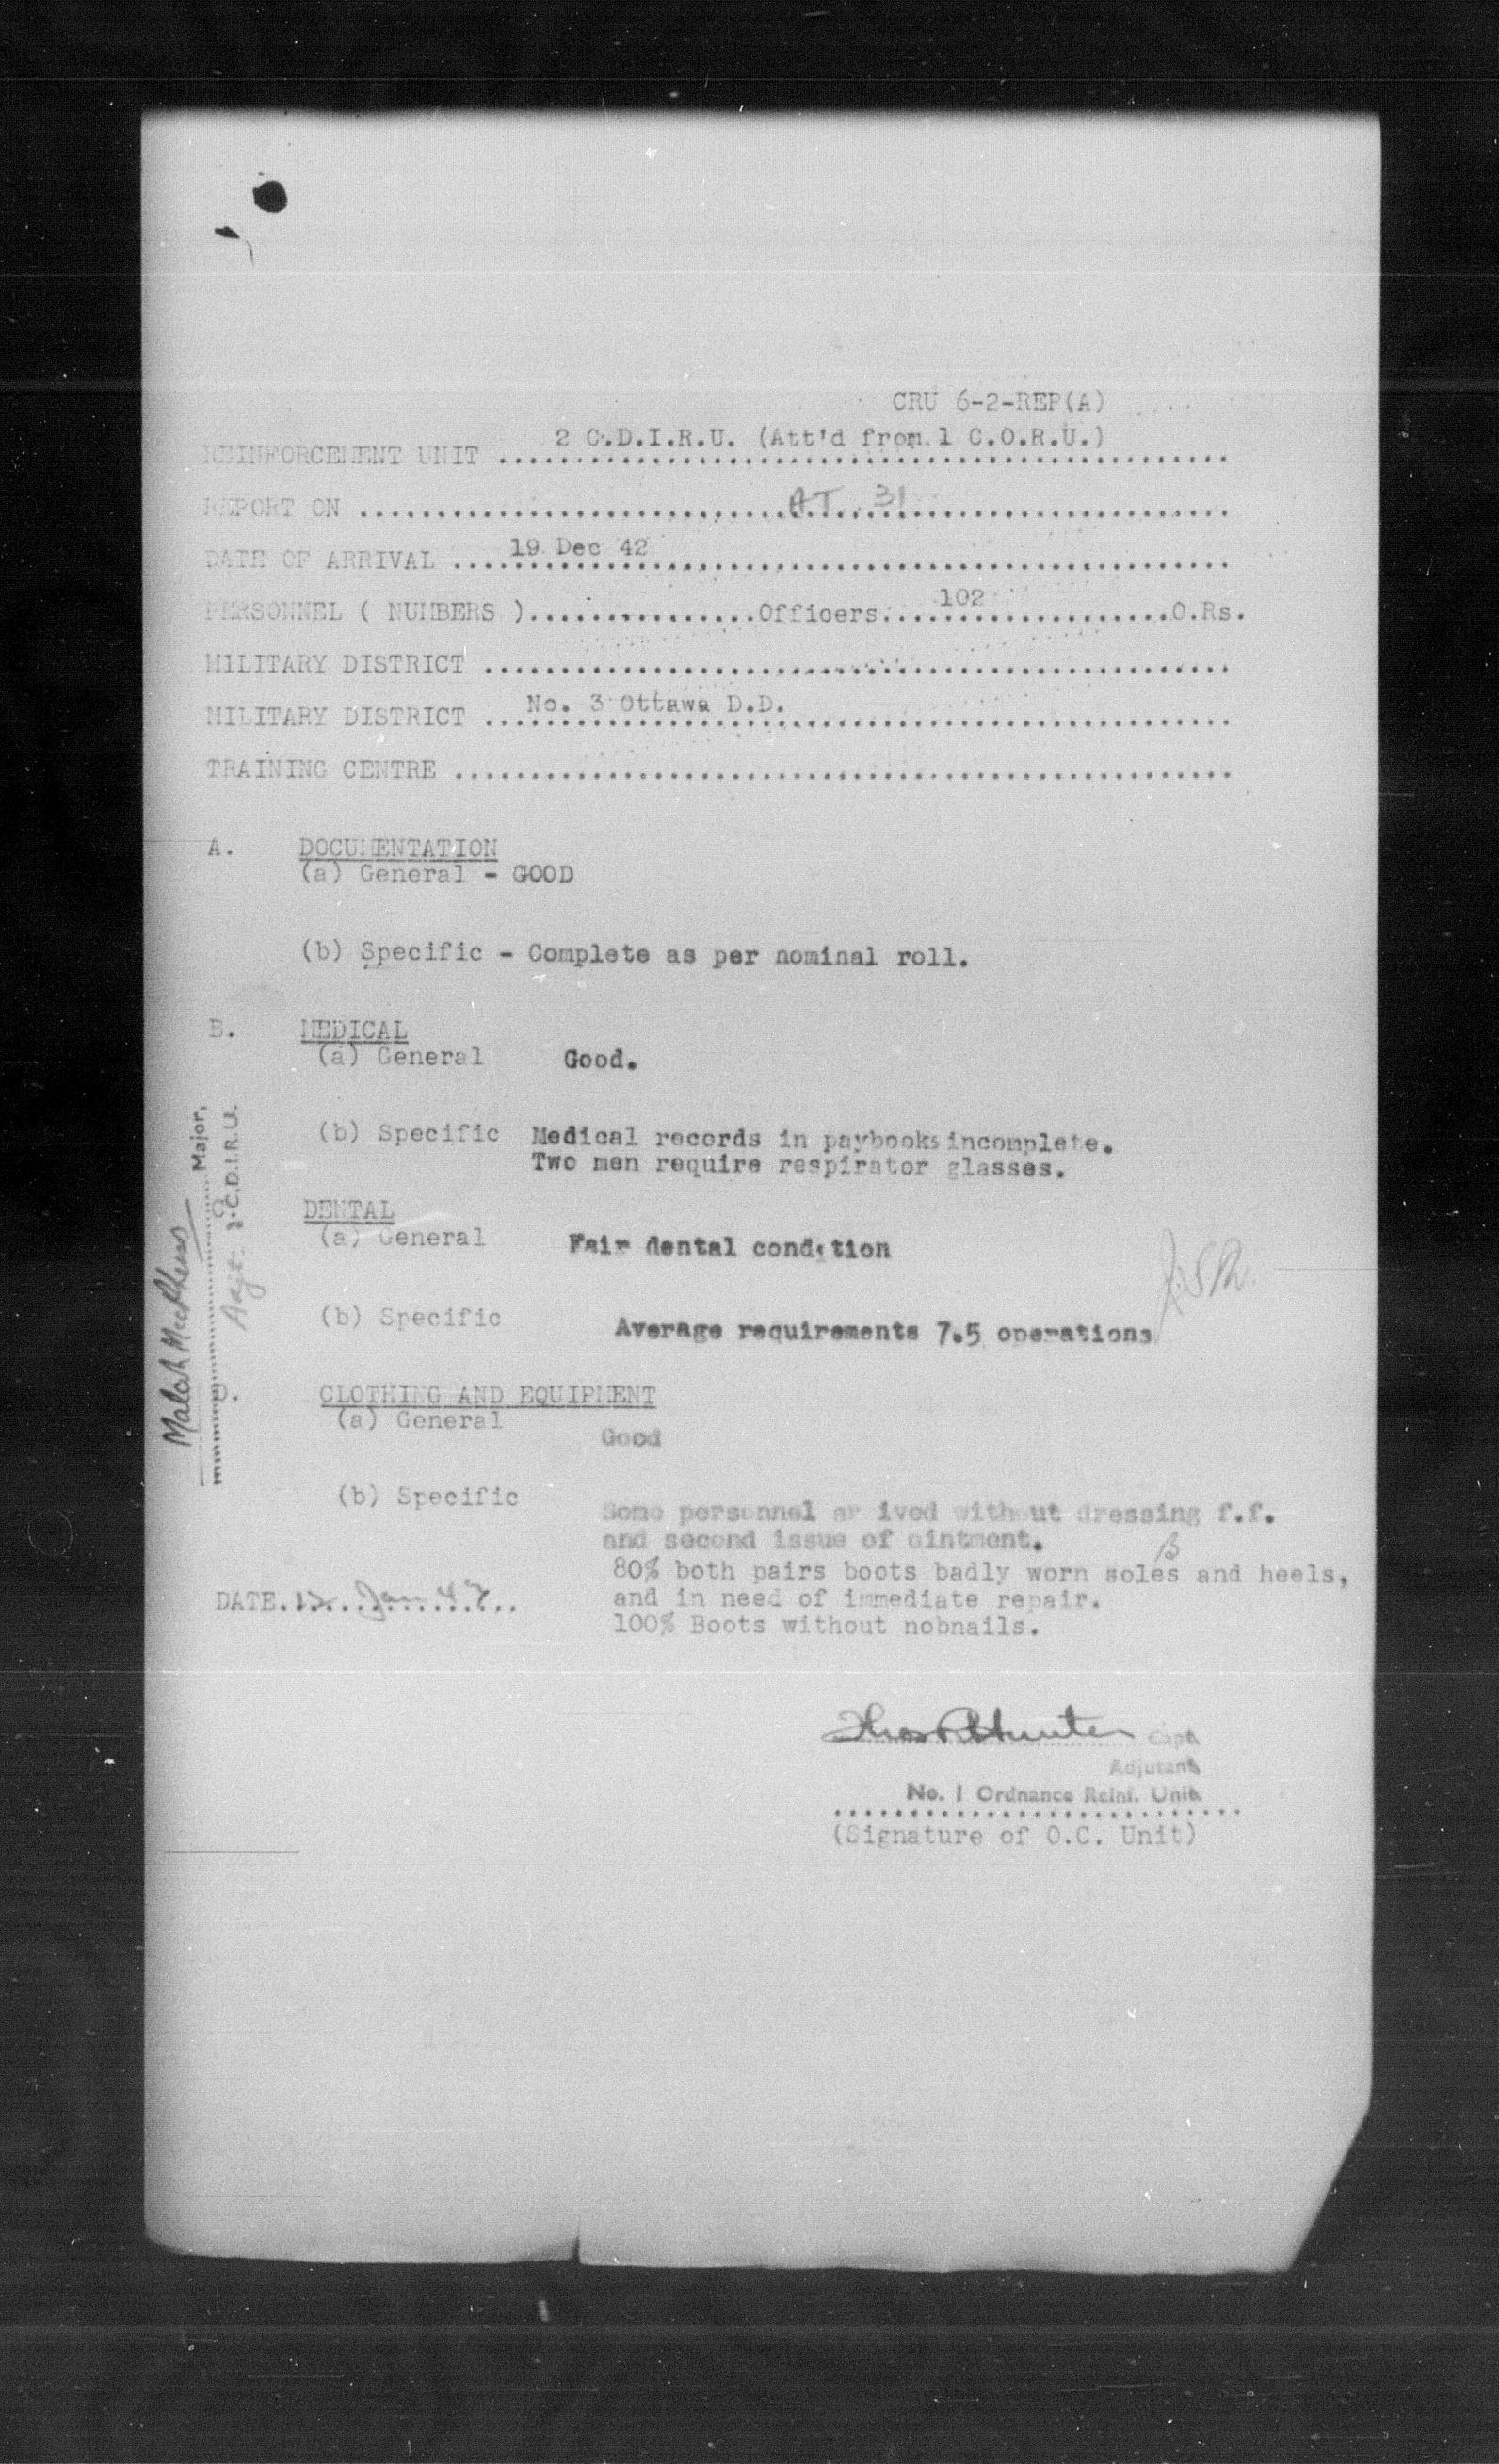 CRU 6-2-REP(A)
REINFORCEMENT UNIT 2 C.D.I.R.U. (Att'd from 1 C.O.R.U.)
REPORT ON AT 31
DATE OF ARRIVAL 19 Dec 42
PERSONNEL ( NUMBERS ) Officers 102 O.Rs.
MILITARY DISTRICT
MILITARY DISTRICT No. 3 Ottawa D.D.
TRAINING CENTRE
A. DOCUMENTATION
(a) General - GOOD
(b) Specific - Complete as per nominal roll.
B. MEDICAL
(a) General Good.
(b) Specific Medical records in paybooks incomplete.
Two men require respirator glasses.
DENTAL
(a) General Fair dental condition
(b) Specific Average requirements 7.5 operations
D. CLOTHING AND EQUIPMENT
(a) General Good
(b) Specific Some personnel ar ived without dressing f.f.
and second issue of ointment.
80% both pairs boots badly worn soles and heels,
and in need of immediate repair.
100% Boots without nobnails.
DATE. Jan
Hunter Capt
Adjutant
No. 1 Ordnance Reinf. Unit
(Signature of O.C. Unit)
Major,
Adjt. 2 C.D.I.R.U.